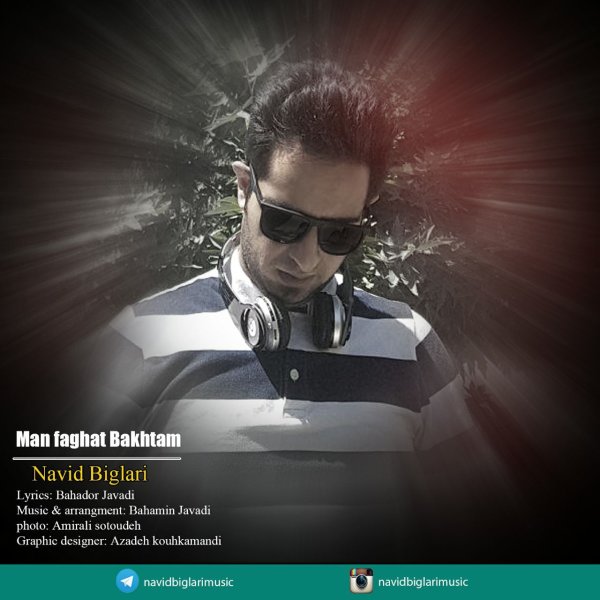 Man faghat Bakhtam
Navid Biglari
Lyrics: Bahador Javadi
Music & arrangment: Bahamin Javadi
photo: Amirali sotoudeh
Graphic designer: Azadeh kouhkamandi
navidbiglarimusic
navidbiglarimusic